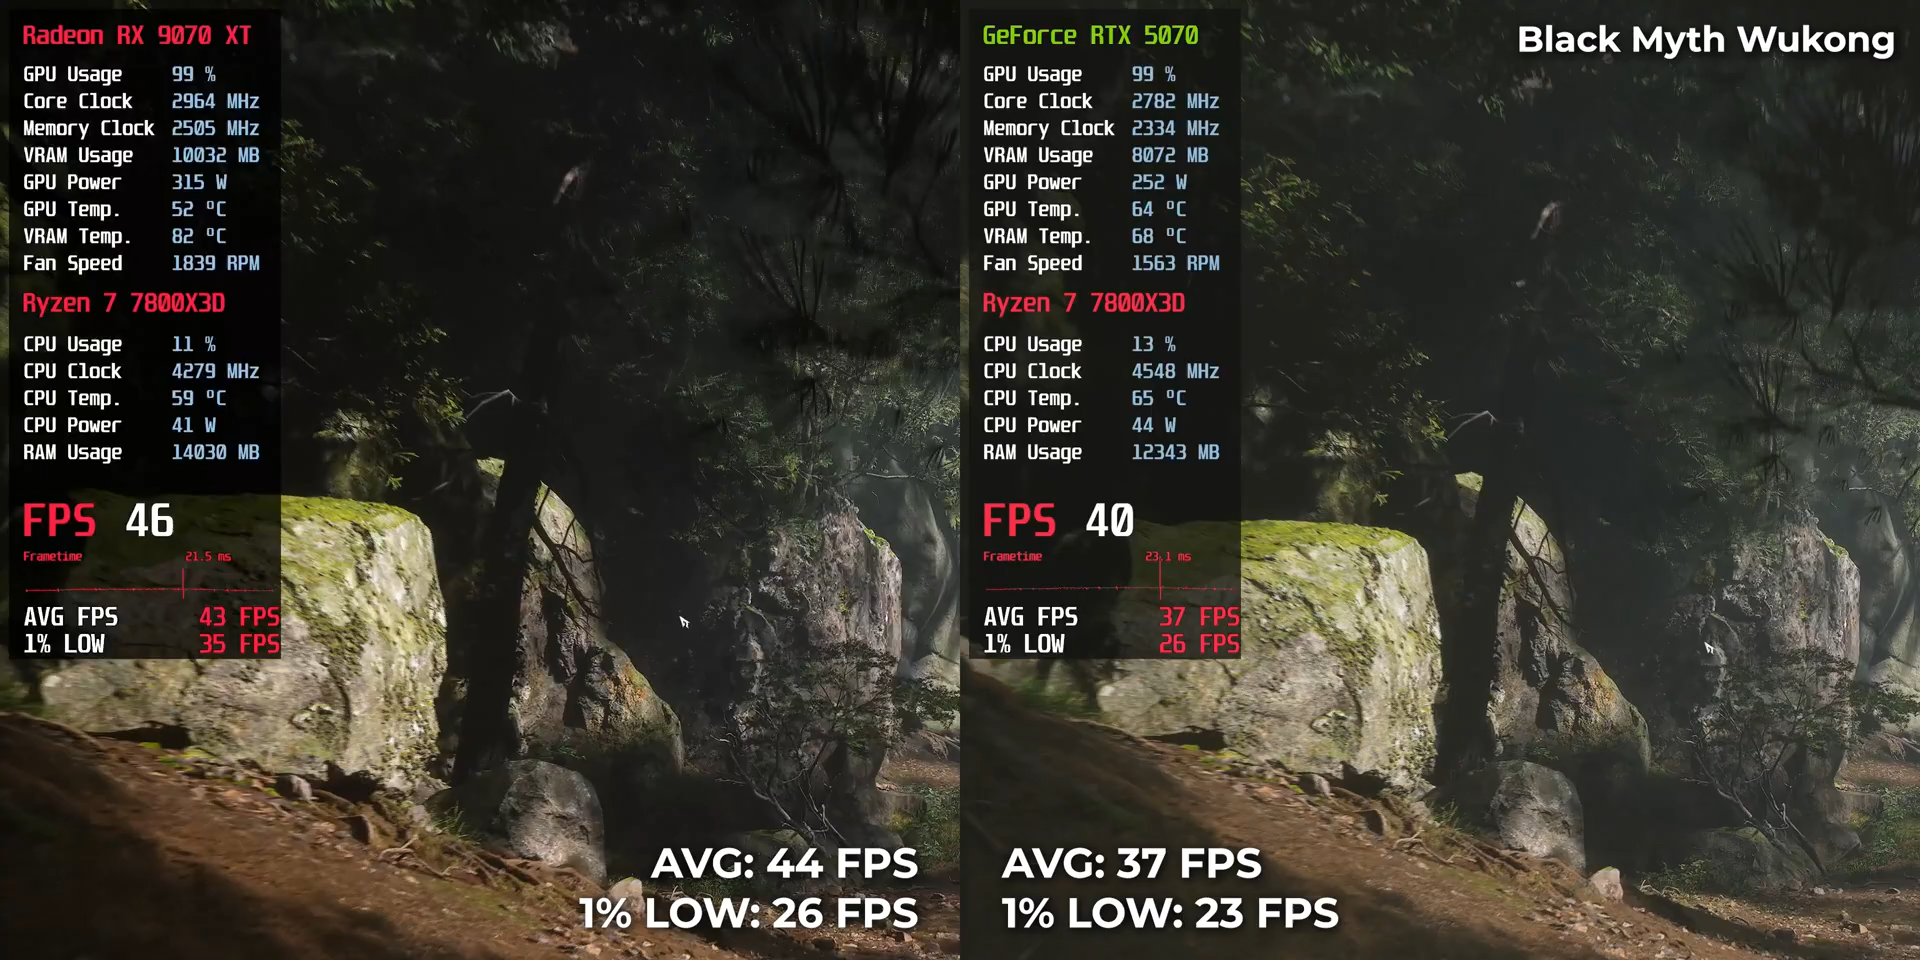 Radeon RX 9070 XT
GPU Usage 99 %
Core Clock 2964 MHz
Memory Clock 2505 MHz
VRAM Usage 10032 MB
GPU Power 315 W
GPU Temp. 52 ºC
VRAM Temp. 82 ºC
Fan Speed 1839 RPM
Ryzen 7 7800X3D
CPU Usage 11 %
CPU Clock 4279 MHz
CPU Temp. 59 ºC
CPU Power 41 W
RAM Usage 14030 MB
FPS 46
Frametime 21.5 ms
AVG FPS 43 FPS
1% LOW 35 FPS
AVG: 44 FPS
1% LOW: 26 FPS
GeForce RTX 5070
GPU Usage 99 %
Core Clock 2782 MHz
Memory Clock 2334 MHz
VRAM Usage 8072 MB
GPU Power 252 W
GPU Temp. 64 ºC
VRAM Temp. 68 ºC
Fan Speed 1563 RPM
Ryzen 7 7800X3D
CPU Usage 13 %
CPU Clock 4548 MHz
CPU Temp. 65 ºC
CPU Power 44 W
RAM Usage 12343 MB
FPS 40
Frametime 23.1 ms
AVG FPS 37 FPS
1% LOW 26 FPS
AVG: 37 FPS
1% LOW: 23 FPS
Black Myth Wukong